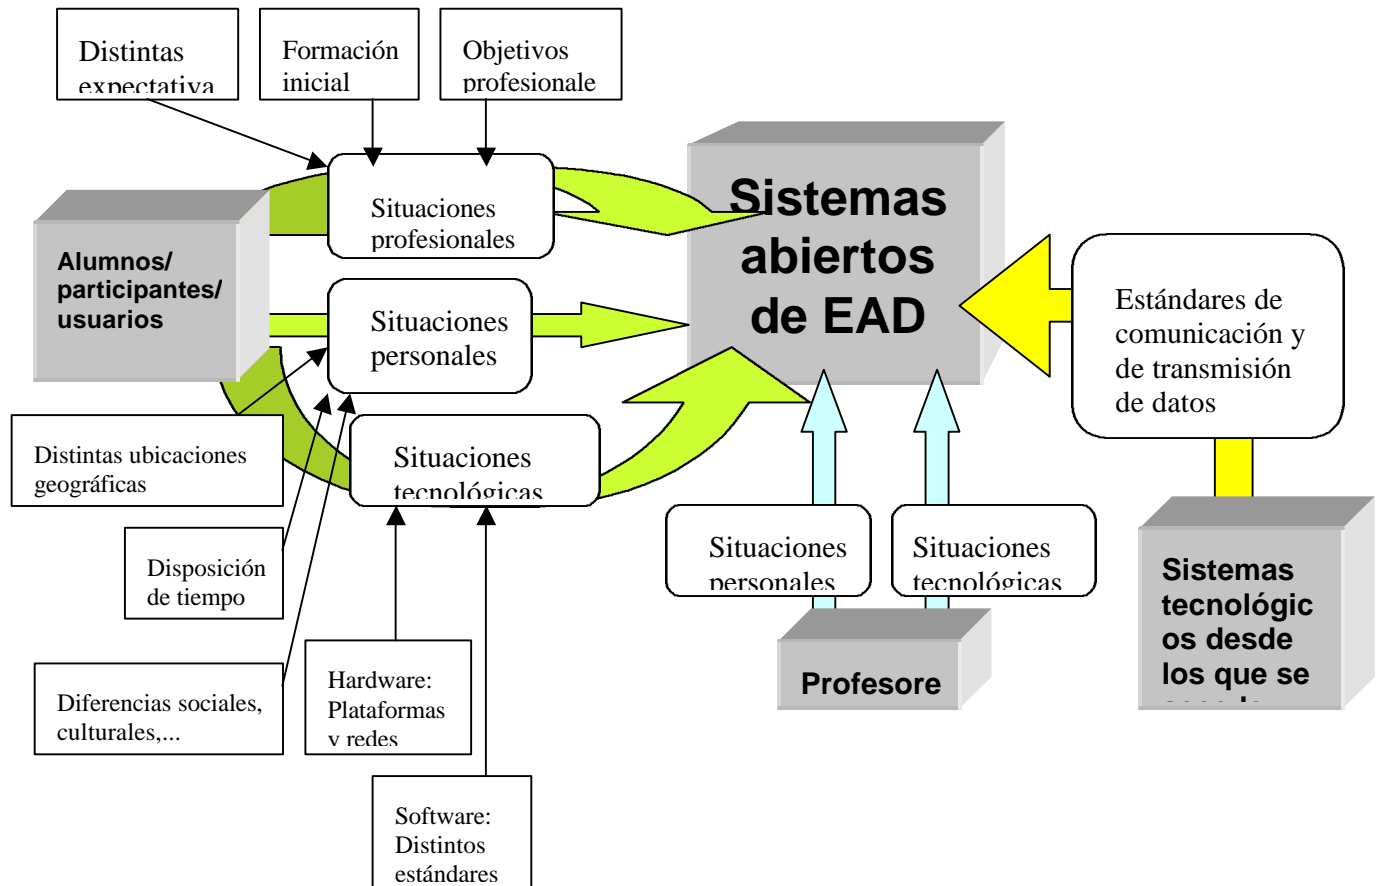 Distintas
expectativa
Formación
inicial
Objetivos
profesionale
Situaciones
profesionales
Sistemas
abiertos
de EAD
Alumnos/
participantes/
usuarios
Situaciones
personales
Estándares de
comunicación y
de transmisión
de datos
Distintas ubicaciones
geográficas
Situaciones
tecnológicas
Disposición
de tiempo
Situaciones
personales
Situaciones
tecnológicas
Sistemas
tecnológic
os desde
los que se
Diferencias sociales,
culturales,...
Hardware:
Plataformas
y redes
Profesore
Software:
Distintos
estándares